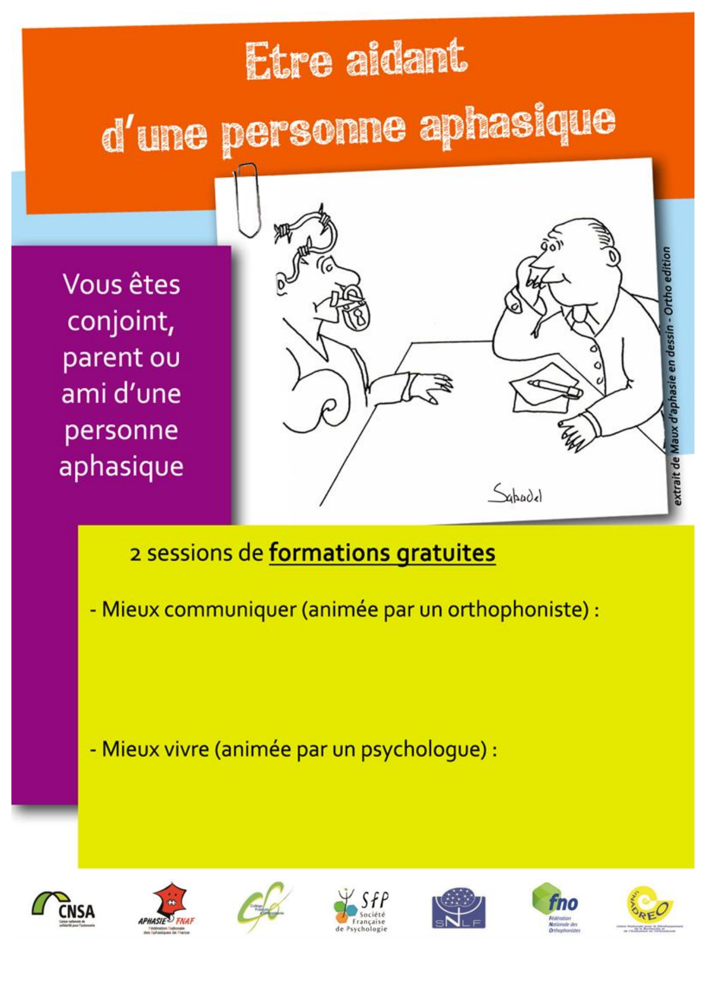 Etre aidant
d'une personne aphasique
Vous êtes
conjoint,
parent ou
ami d'une
personne
aphasique
Sabadel
extrait de Maux d'aphasie en dessin - Ortho edition
2 sessions de formations gratuites
- Mieux communiquer (animée par un orthophoniste) :
- Mieux vivre (animée par un psychologue) :
CNSA
Caisse nationale de
solidarité pour l'autonomie
APHASIE FNAF
Fédération Nationale
des Aphasiques de France
Collège
Français
d'Orthophonie
SFP
Société
Française
de Psychologie
SNLF
fno
Fédération
Nationale des
Orthophonistes
UNADREO
Union Nationale pour le Développement
de la Recherche et
de l'Evaluation en Orthophonie